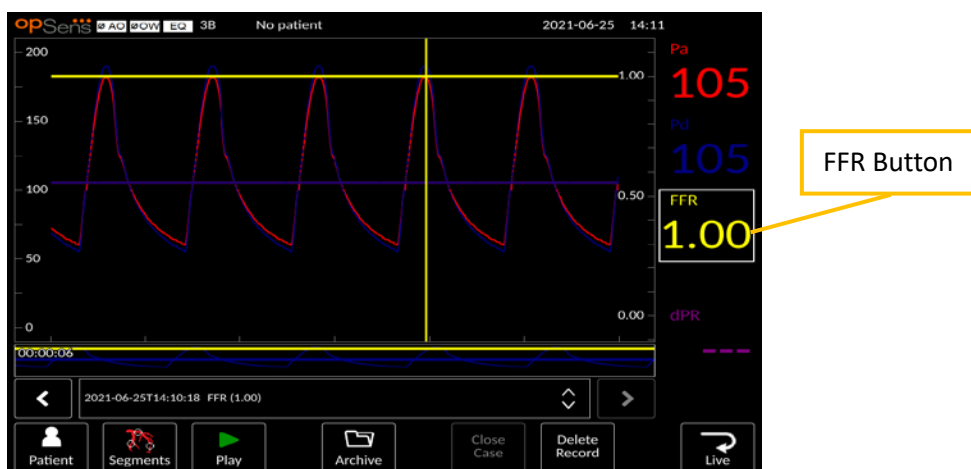 opSens ø AO øOW EQ 3B No patient 2021-06-25 14:11
200
150
100
50
0
1.00
0.50
0.00
Pa
105
Pd
105
FFR
1.00
dPR
---
FFR Button
00:00:06
2021-06-25T14:10:18 FFR (1.00)
Patient
Segments
Play
Archive
Close
Case
Delete
Record
Live